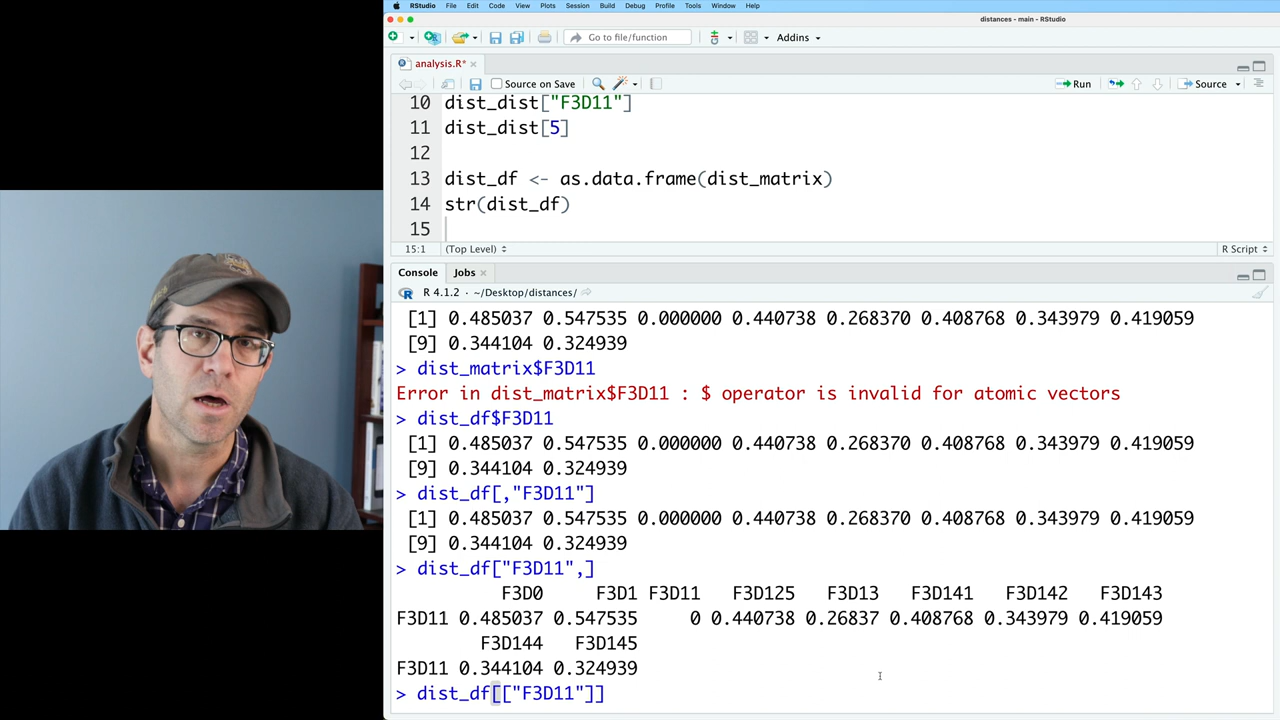 RStudio File Edit Code View Plots Session Build Debug Profile Tools Window Help
distances - main - RStudio
Go to file/function Addins
analysis.R*
Source on Save Run Source
10 dist_dist["F3D11"]
11 dist_dist[5]
12
13 dist_df <- as.data.frame(dist_matrix)
14 str(dist_df)
15
15:1 (Top Level) R Script
Console Jobs
R 4.1.2 · ~/Desktop/distances/
[1] 0.485037 0.547535 0.000000 0.440738 0.268370 0.408768 0.343979 0.419059
[9] 0.344104 0.324939
> dist_matrix$F3D11
Error in dist_matrix$F3D11 : $ operator is invalid for atomic vectors
> dist_df$F3D11
[1] 0.485037 0.547535 0.000000 0.440738 0.268370 0.408768 0.343979 0.419059
[9] 0.344104 0.324939
> dist_df[,"F3D11"]
[1] 0.485037 0.547535 0.000000 0.440738 0.268370 0.408768 0.343979 0.419059
[9] 0.344104 0.324939
> dist_df["F3D11",]
F3D0 F3D1 F3D11 F3D125 F3D13 F3D141 F3D142 F3D143
F3D11 0.485037 0.547535 0 0.440738 0.26837 0.408768 0.343979 0.419059
F3D144 F3D145
F3D11 0.344104 0.324939
> dist_df[["F3D11"]]